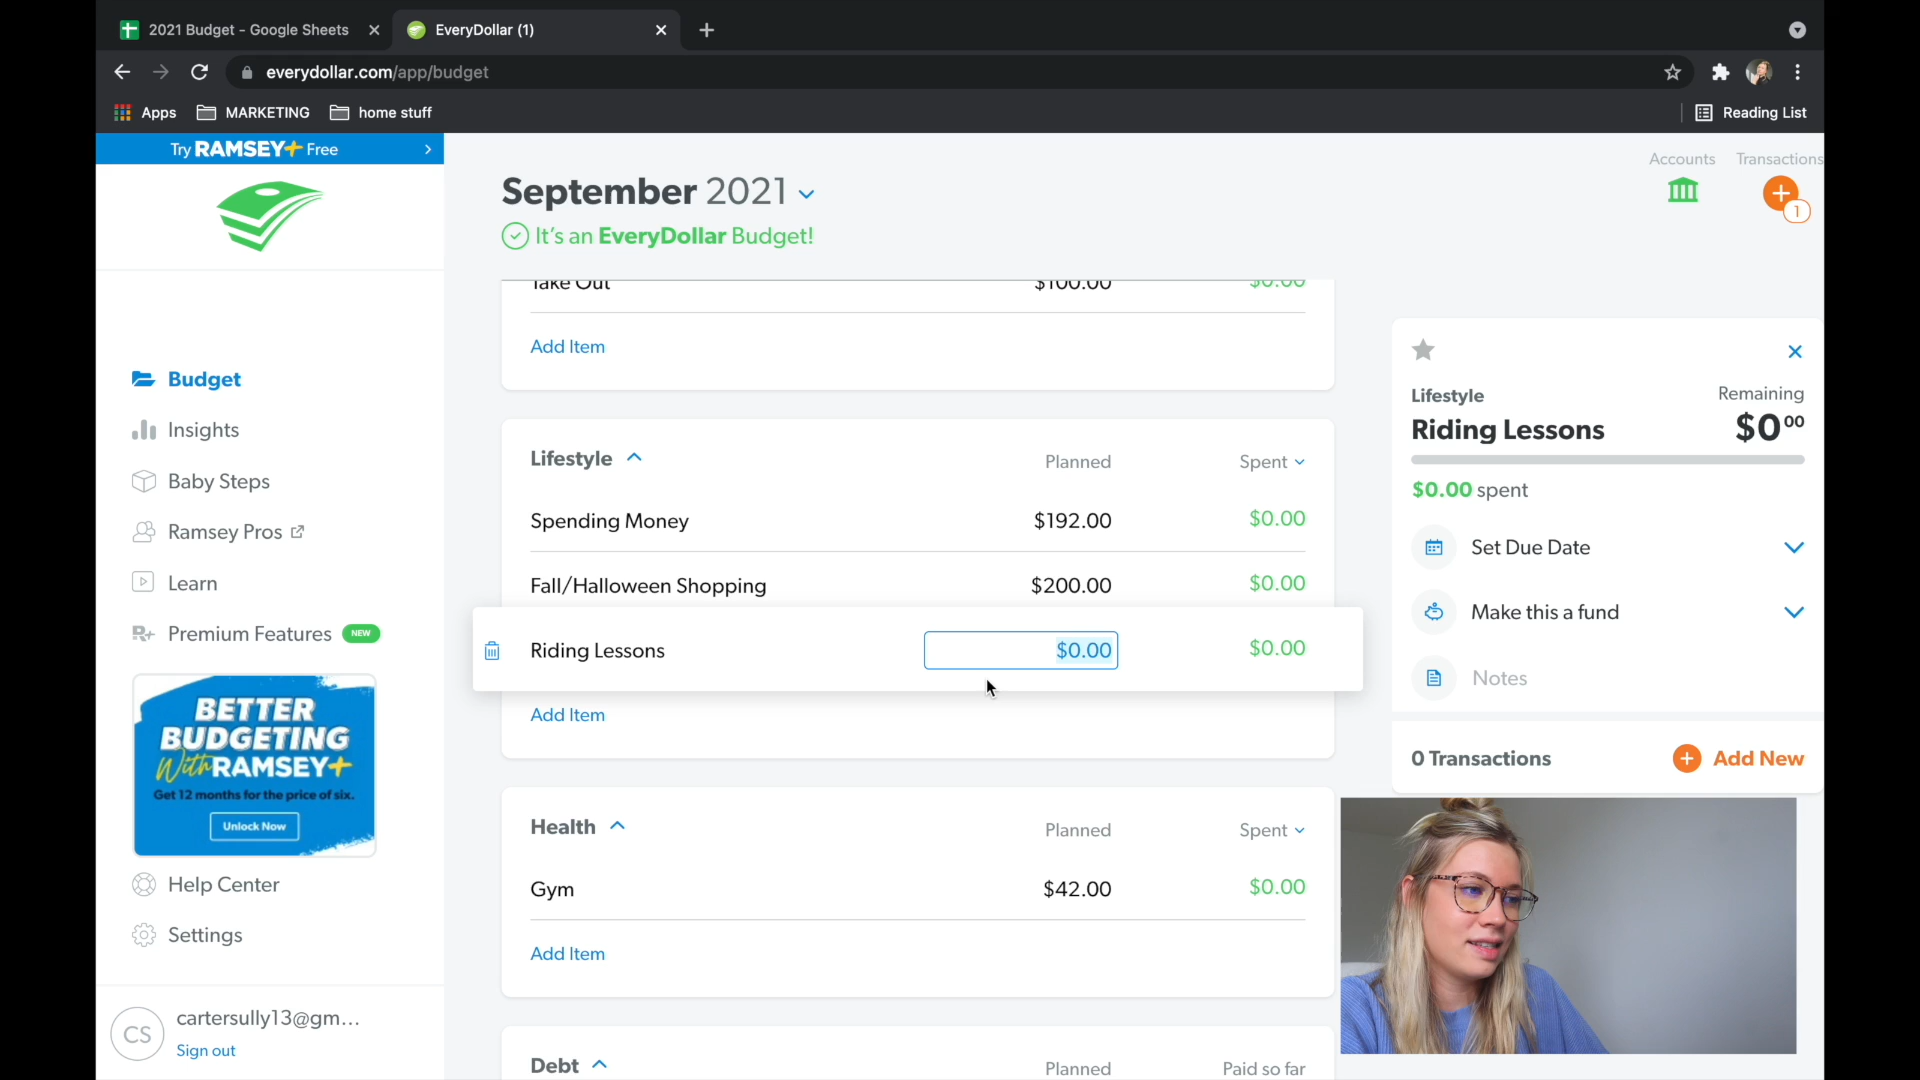 2021 Budget - Google Sheets
EveryDollar (1)
everydollar.com/app/budget
Apps
MARKETING
home stuff
Reading List
Try RAMSEY+ Free
September 2021
It's an EveryDollar Budget!
Accounts
Transactions
1
Budget
Insights
Baby Steps
Ramsey Pros
Learn
R+ Premium Features NEW
BETTER
BUDGETING
With RAMSEY+
Get 12 months for the price of six.
Unlock Now
Help Center
Settings
CS
cartersully13@gm...
Sign out
Take Out $100.00 $0.00
Add Item
Lifestyle Planned Spent
Spending Money $192.00 $0.00
Fall/Halloween Shopping $200.00 $0.00
Riding Lessons $0.00 $0.00
Add Item
Health Planned Spent
Gym $42.00 $0.00
Add Item
Debt Planned Paid so far
Lifestyle Remaining
Riding Lessons $0 00
$0.00 spent
Set Due Date
Make this a fund
Notes
0 Transactions
Add New